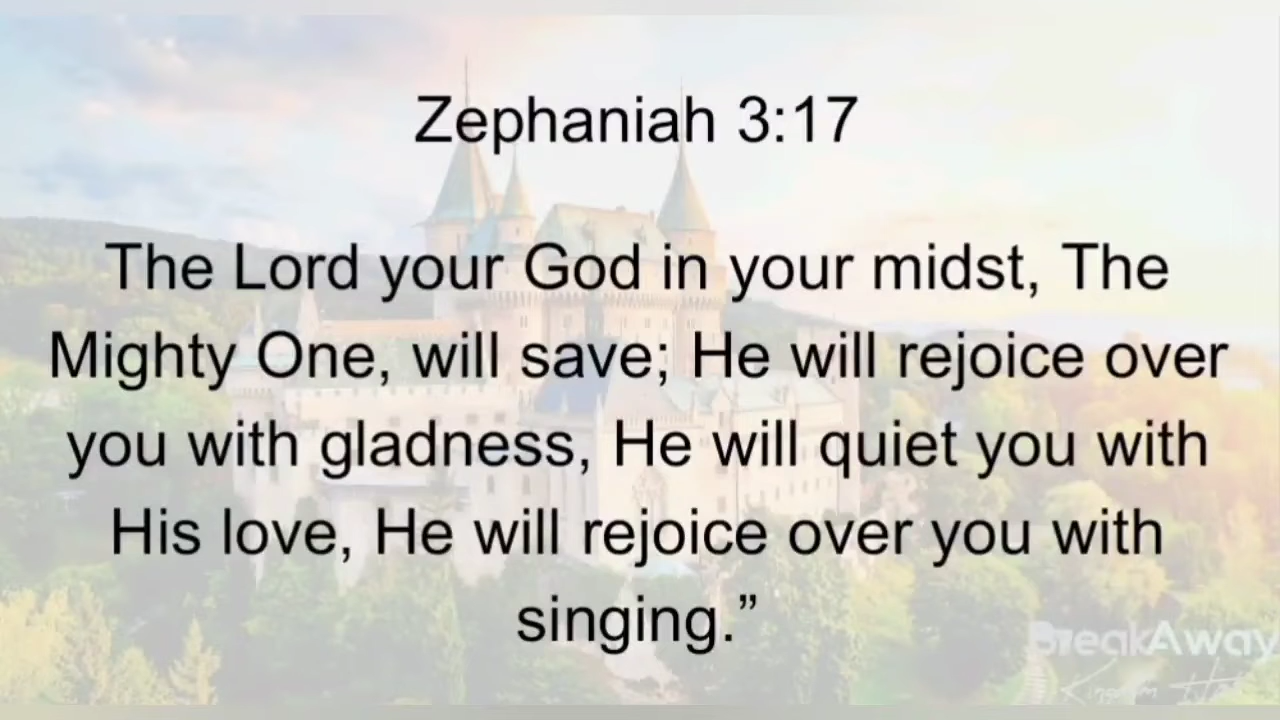 Zephaniah 3:17
The Lord your God in your midst, The
Mighty One, will save; He will rejoice over
you with gladness, He will quiet you with
His love, He will rejoice over you with
singing.”
BreakAway
Kingdom